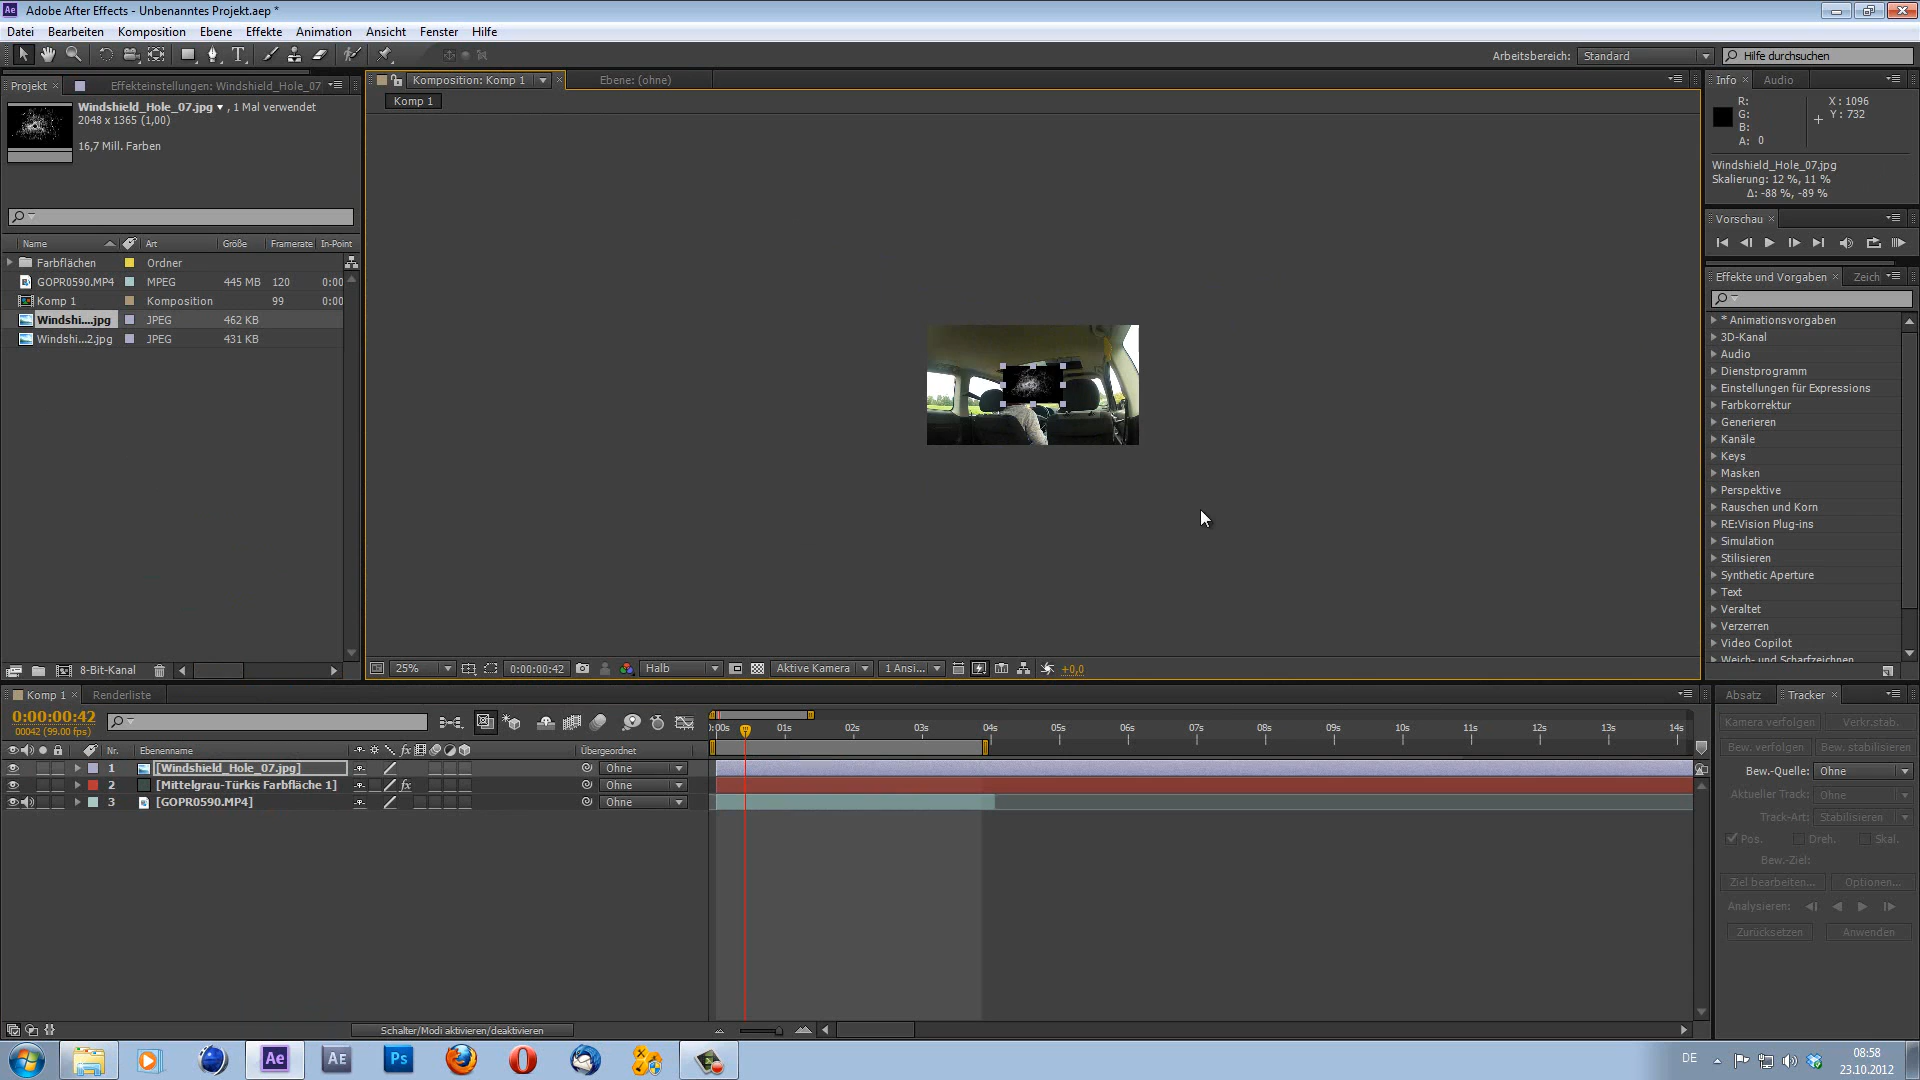 Adobe After Effects - Unbenanntes Projekt.aep *
Datei Bearbeiten Komposition Ebene Effekte Animation Ansicht Fenster Hilfe
Arbeitsbereich: Standard Hilfe durchsuchen
Projekt Effekteinstellungen: Windshield_Hole_07
Windshield_Hole_07.jpg , 1 Mal verwendet
2048 x 1365 (1,00)
16,7 Mill. Farben
Name Art Größe Framerate In-Point
Farbflächen Ordner
GOPR0590.MP4 MPEG 445 MB 120 0:00
Komp 1 Komposition 99 0:00
Windshi....jpg JPEG 462 KB
Windshi...2.jpg JPEG 431 KB
8-Bit-Kanal
Komposition: Komp 1 Ebene: (ohne)
Komp 1
25% 0:00:00:42 Halb Aktive Kamera 1 Ansi... +0,0
Info Audio
R: X : 1096
G: Y : 732
B:
A: 0
Windshield_Hole_07.jpg
Skalierung: 12 %, 11 %
Δ: -88 %, -89 %
Vorschau
Effekte und Vorgaben Zeich
* Animationsvorgaben
3D-Kanal
Audio
Dienstprogramm
Einstellungen für Expressions
Farbkorrektur
Generieren
Kanäle
Keys
Masken
Perspektive
Rauschen und Korn
RE:Vision Plug-ins
Simulation
Stilisieren
Synthetic Aperture
Text
Veraltet
Verzerren
Video Copilot
Weich- und Scharfzeichnen
Komp 1 Renderliste
0:00:00:42
00042 (99.00 fps)
:00s 01s 02s 03s 04s 05s 06s 07s 08s 09s 10s 11s 12s 13s 14s
Nr. Ebenenname fx Übergeordnet
1 [Windshield_Hole_07.jpg] Ohne
2 [Mittelgrau-Türkis Farbfläche 1] fx Ohne
3 [GOPR0590.MP4] Ohne
Schalter/Modi aktivieren/deaktivieren
Absatz Tracker
Kamera verfolgen Verkr.stab.
Bew. verfolgen Bew. stabilisieren
Bew.-Quelle: Ohne
Aktueller Track: Ohne
Track-Art: Stabilisieren
Pos. Dreh. Skal.
Bew.-Ziel:
Ziel bearbeiten... Optionen...
Analysieren:
Zurücksetzen Anwenden
Ae AE Ps
DE
08:58
23.10.2012